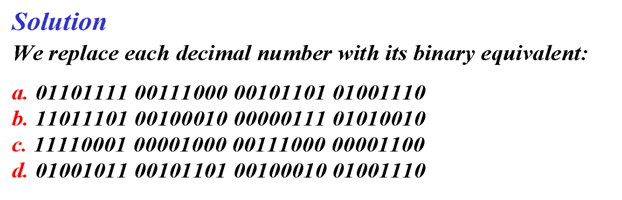 Solution
We replace each decimal number with its binary equivalent:
a. 01101111 00111000 00101101 01001110
b. 11011101 00100010 00000111 01010010
c. 11110001 00001000 00111000 00001100
d. 01001011 00101101 00100010 01001110